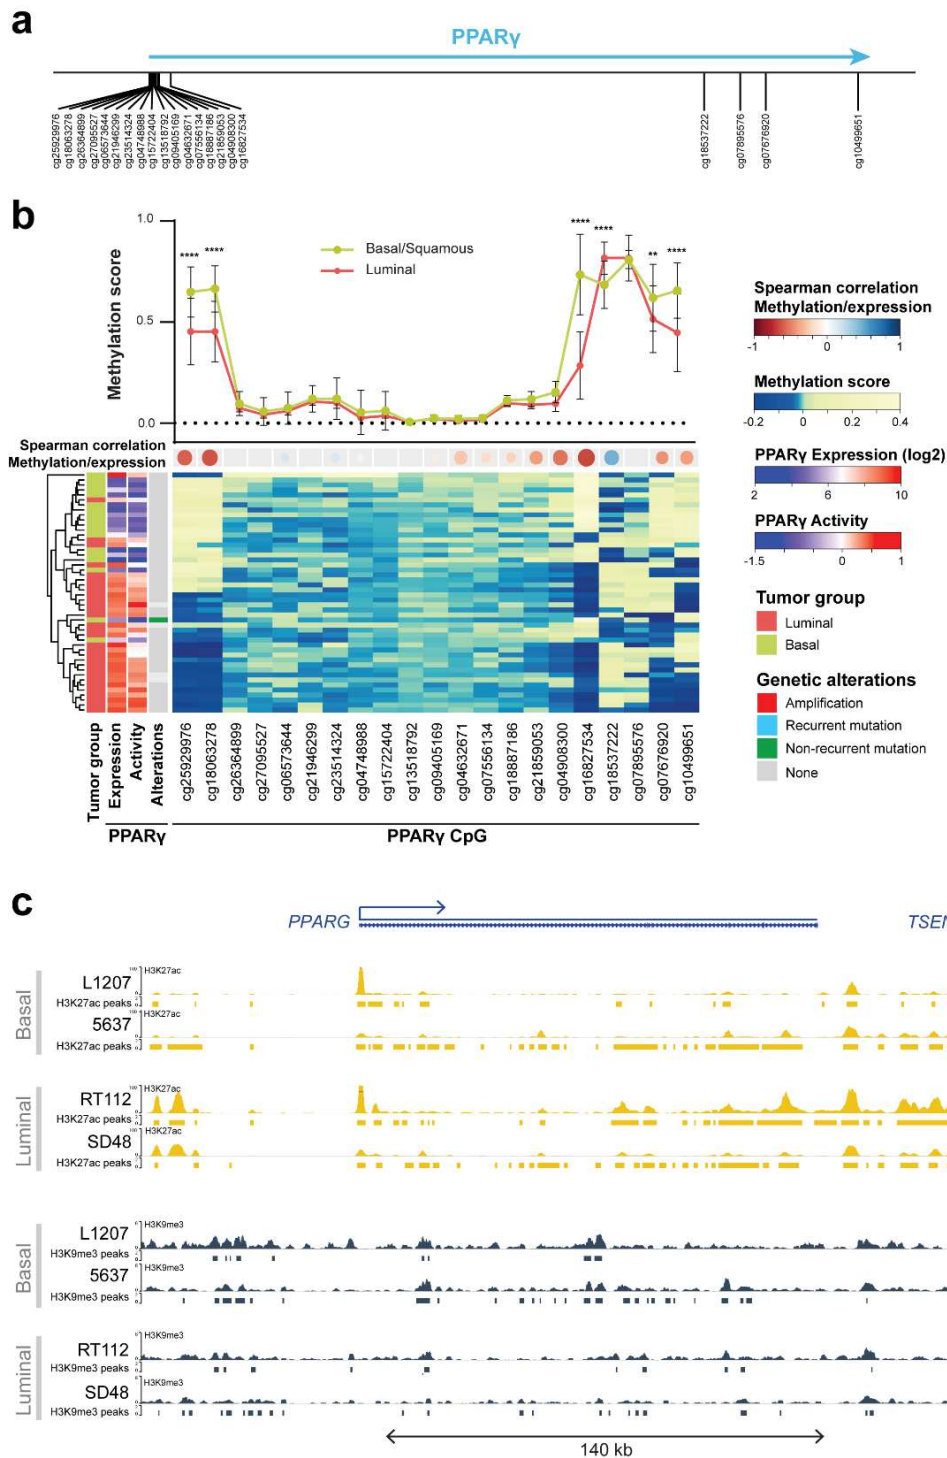 a
PPARγ
cg25929976
cg18063278
cg26364899
cg27095527
cg06573644
cg21946299
cg23514324
cg04748988
cg15722404
cg13518792
cg09405169
cg04632671
cg07556134
cg18887186
cg21859053
cg04908300
cg16827534
cg18537222
cg07895576
cg07676920
cg10499651
b
Methylation score
1.0
0.5
0.0
**** **** **** **** ** ****
Basal/Squamous
Luminal
Spearman correlation
Methylation/expression
-1 0 1
Methylation score
-0.2 0 0.4
PPARγ Expression (log2)
2 6 10
PPARγ Activity
-1.5 0 1
Tumor group
Luminal
Basal
Genetic alterations
Amplification
Recurrent mutation
Non-recurrent mutation
None
Spearman correlation
Methylation/expression
Tumor group
Expression
Activity
Alterations
cg25929976
cg18063278
cg26364899
cg27095527
cg06573644
cg21946299
cg23514324
cg04748988
cg15722404
cg13518792
cg09405169
cg04632671
cg07556134
cg18887186
cg21859053
cg04908300
cg16827534
cg18537222
cg07895576
cg07676920
cg10499651
PPARγ
PPARγ CpG
c
PPARG
TSEN
Basal
L1207
H3K27ac
H3K27ac peaks
5637
H3K27ac
H3K27ac peaks
Luminal
RT112
H3K27ac
H3K27ac peaks
SD48
H3K27ac
H3K27ac peaks
Basal
L1207
H3K9me3
H3K9me3 peaks
5637
H3K9me3
H3K9me3 peaks
Luminal
RT112
H3K9me3
H3K9me3 peaks
SD48
H3K9me3
H3K9me3 peaks
140 kb